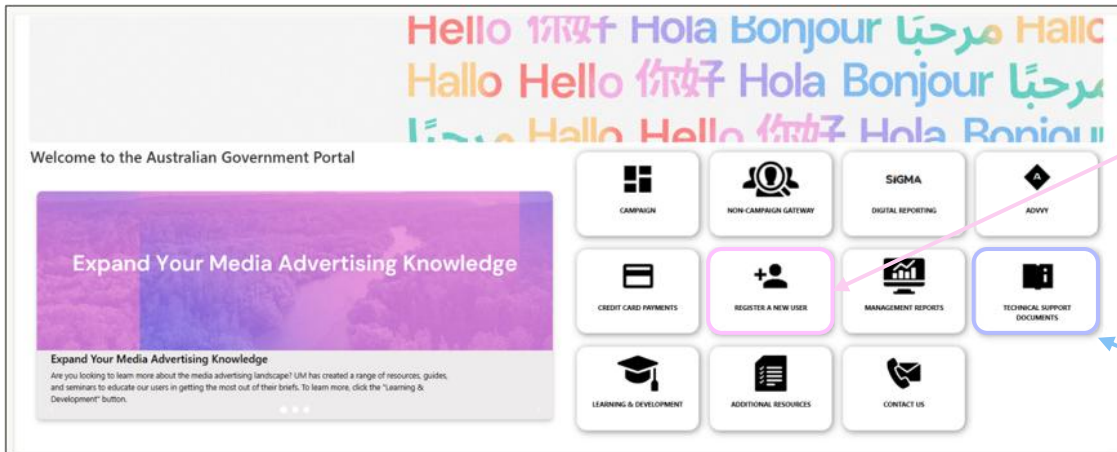 Hello 你好 Hola Bonjour مرحبًا Hallo
Hallo Hello 你好 Hola Bonjour مرحبًا
مرحبًا Hallo Hello 你好 Hola Bonjour
Welcome to the Australian Government Portal
Expand Your Media Advertising Knowledge
Expand Your Media Advertising Knowledge
Are you looking to learn more about the media advertising landscape? UM has created a range of resources, guides,
and seminars to educate our users in getting the most out of their briefs. To learn more, click the "Learning &
Development" button.
CAMPAIGN
NON-CAMPAIGN GATEWAY
SIGMA
DIGITAL REPORTING
A
ADVVY
CREDIT CARD PAYMENTS
REGISTER A NEW USER
MANAGEMENT REPORTS
TECHNICAL SUPPORT
DOCUMENTS
LEARNING & DEVELOPMENT
ADDITIONAL RESOURCES
CONTACT US